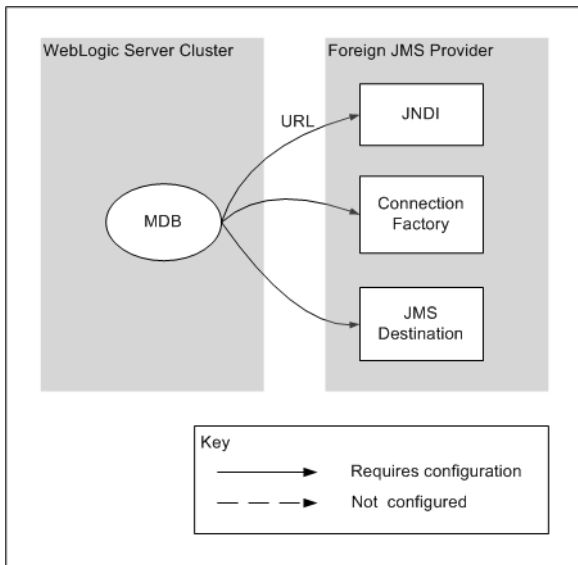 WebLogic Server Cluster
Foreign JMS Provider
URL
JNDI
MDB
Connection
Factory
JMS
Destination
Key
Requires configuration
Not configured